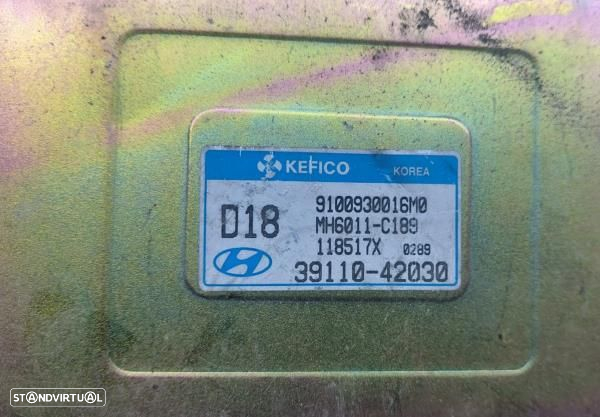 KEFICO KOREA
D18 9100930016M0
MH6011-C189
118517X 0289
39110-42030
STANDVIRTUAL